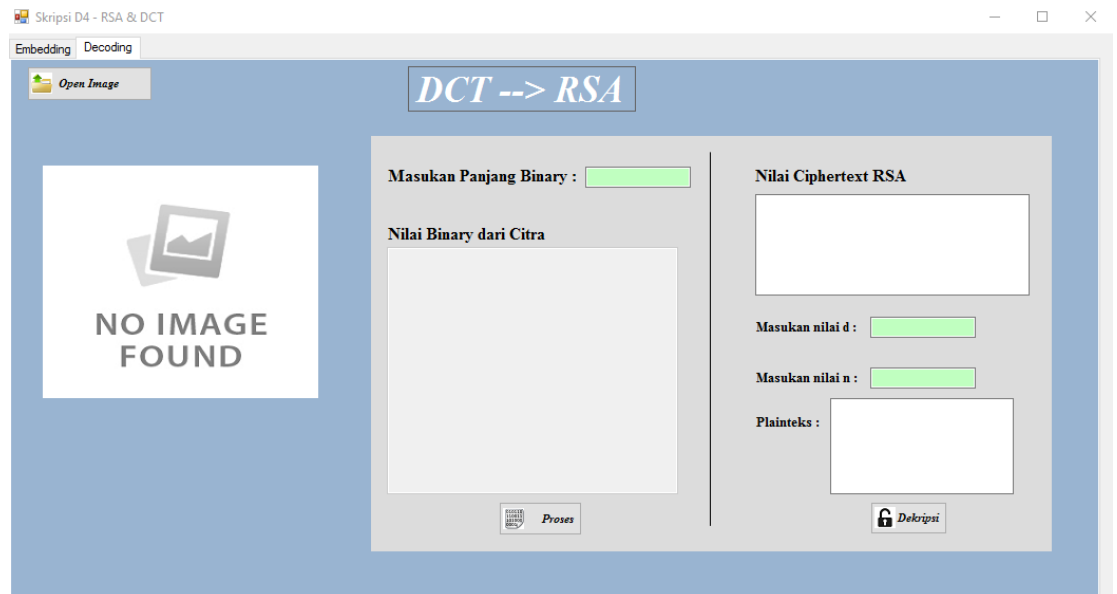 Skripsi D4 - RSA & DCT
Embedding Decoding
Open Image
DCT --> RSA
NO IMAGE
FOUND
Masukan Panjang Binary :
Nilai Binary dari Citra
Proses
Nilai Ciphertext RSA
Masukan nilai d :
Masukan nilai n :
Plainteks :
Dekripsi